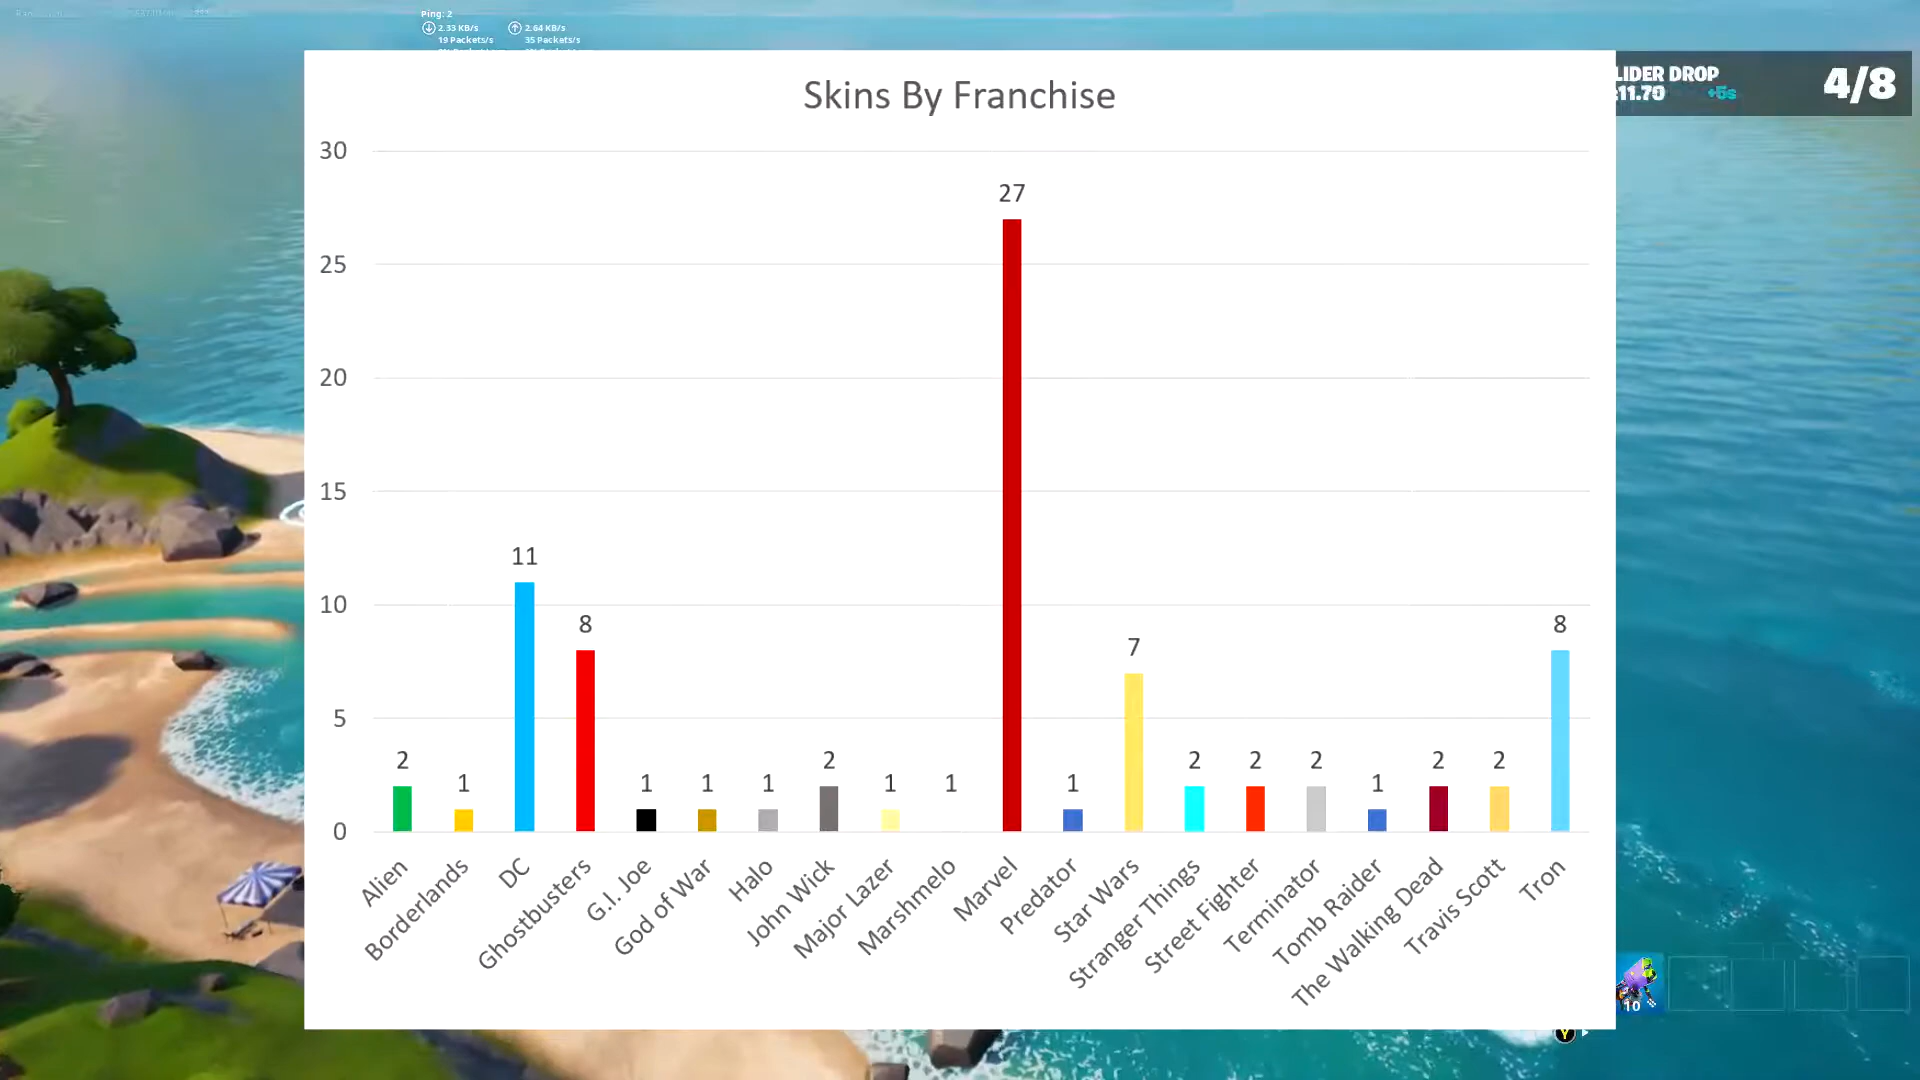 Ping: 2
2.33 KB/s 2.64 KB/s
19 Packets/s 35 Packets/s
LIDER DROP
:11.70 +5s
4/8
Skins By Franchise
30
25
20
15
10
5
0
2
1
11
8
1
1
1
2
1
1
27
1
7
2
2
2
1
2
2
8
Alien
Borderlands
DC
Ghostbusters
G.I. Joe
God of War
Halo
John Wick
Major Lazer
Marshmelo
Marvel
Predator
Star Wars
Stranger Things
Street Fighter
Terminator
Tomb Raider
The Walking Dead
Travis Scott
Tron
10
Y